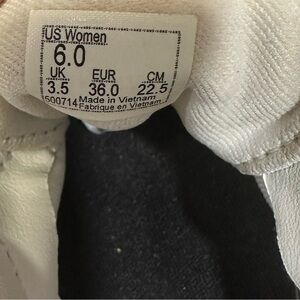 US Women
6.0
UK EUR CM
3.5 36.0 22.5
500714 Made in Vietnam
Fabriqué en Vietnam